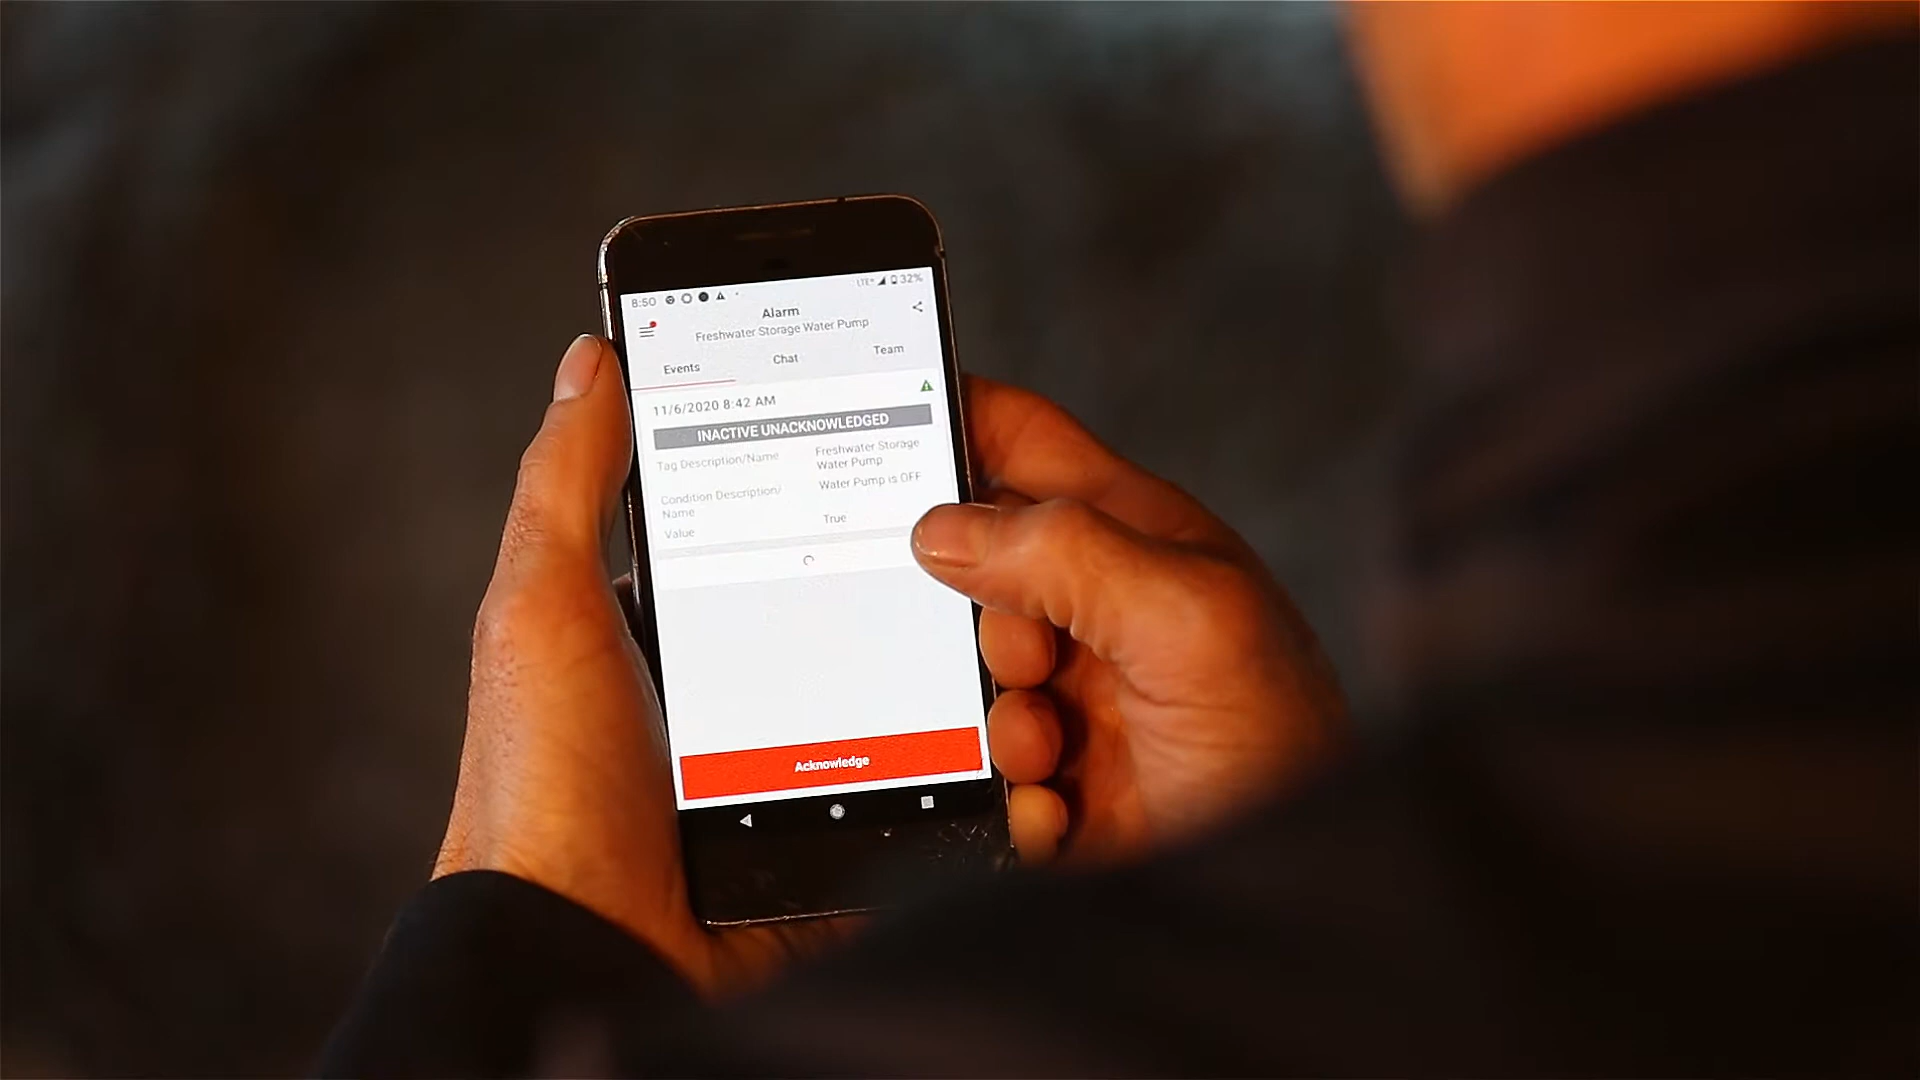 8:50
LTE 32%
Alarm
Freshwater Storage Water Pump
Events
Chat
Team
11/6/2020 8:42 AM
INACTIVE UNACKNOWLEDGED
Tag Description/Name
Freshwater Storage
Water Pump
Condition Description/
Name
Water Pump is OFF
Value
True
Acknowledge